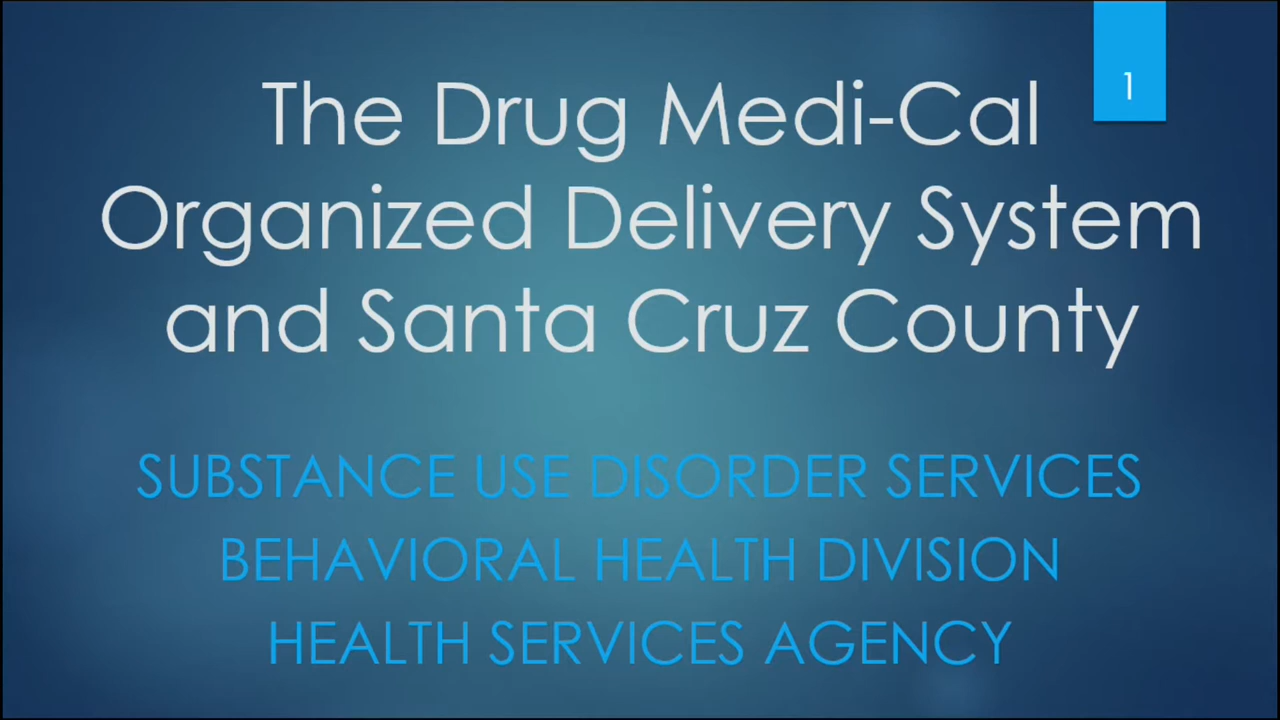 1
The Drug Medi-Cal
Organized Delivery System
and Santa Cruz County
SUBSTANCE USE DISORDER SERVICES
BEHAVIORAL HEALTH DIVISION
HEALTH SERVICES AGENCY